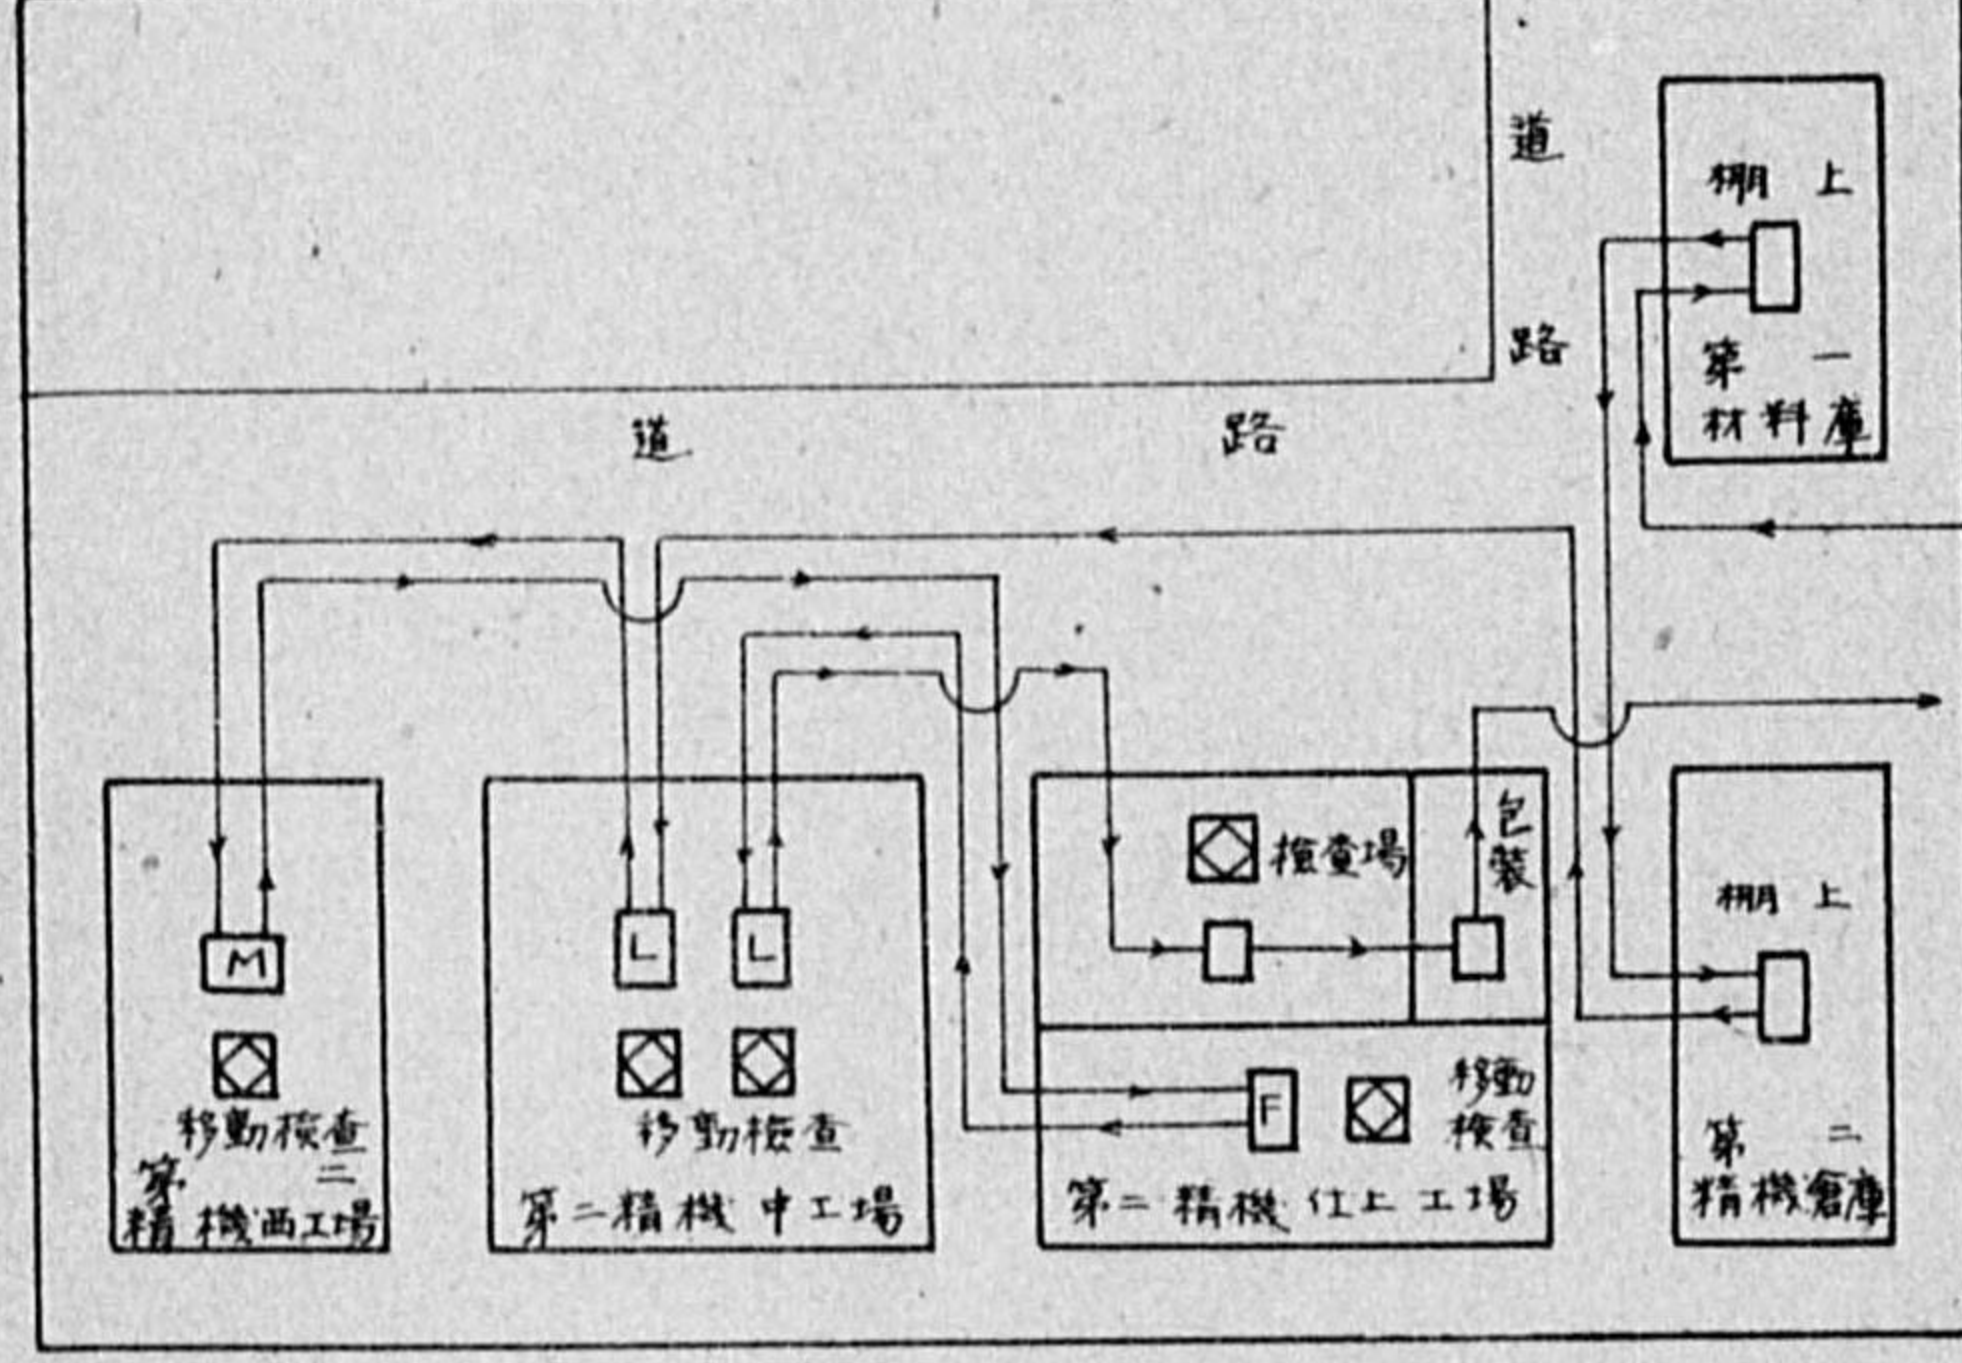 道
路
棚上
第一
材料庫
道路
M
移動検査
第二
精機西工場
L L
移動検査
第二精機中工場
検査場
包装
F
移動
検査
第二精機仕上工場
棚上
第二
精機倉庫